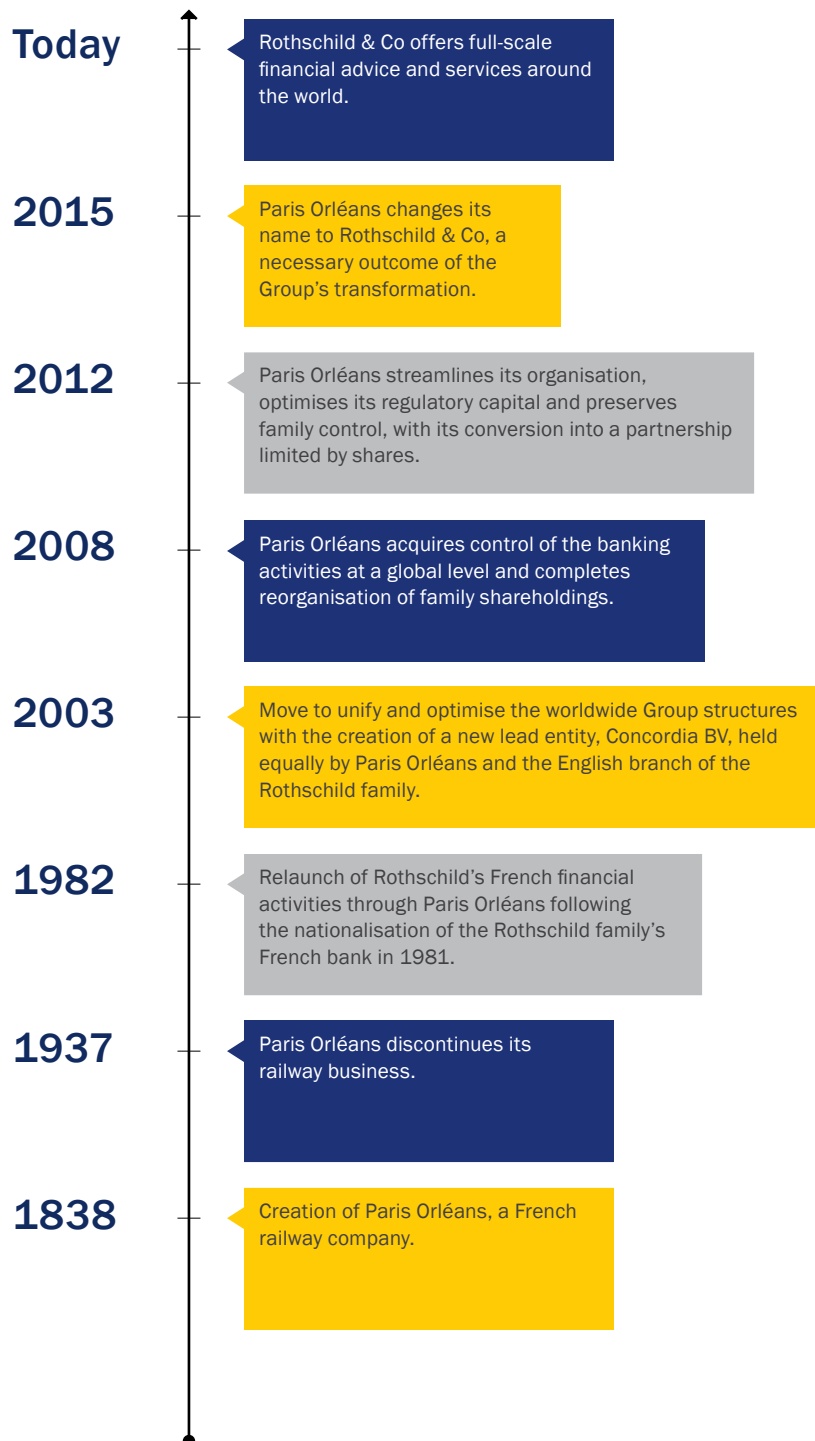 Today
Rothschild & Co offers full-scale
financial advice and services around
the world.
2015
Paris Orléans changes its
name to Rothschild & Co, a
necessary outcome of the
Group’s transformation.
2012
Paris Orléans streamlines its organisation,
optimises its regulatory capital and preserves
family control, with its conversion into a partnership
limited by shares.
2008
Paris Orléans acquires control of the banking
activities at a global level and completes
reorganisation of family shareholdings.
2003
Move to unify and optimise the worldwide Group structures
with the creation of a new lead entity, Concordia BV, held
equally by Paris Orléans and the English branch of the
Rothschild family.
1982
Relaunch of Rothschild’s French financial
activities through Paris Orléans following
the nationalisation of the Rothschild family’s
French bank in 1981.
1937
Paris Orléans discontinues its
railway business.
1838
Creation of Paris Orléans, a French
railway company.